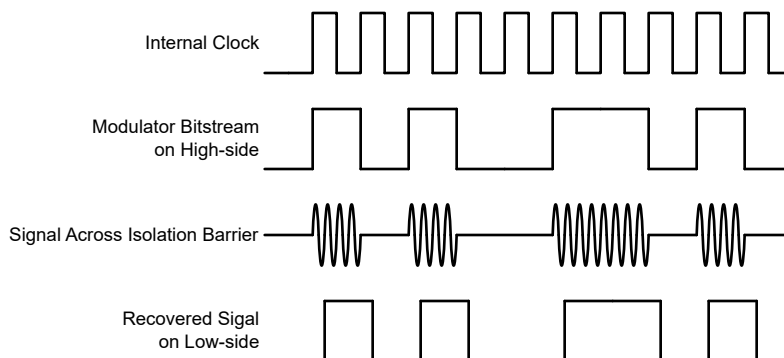 Internal Clock
Modulator Bitstream
on High-side
Signal Across Isolation Barrier
Recovered Sigal
on Low-side